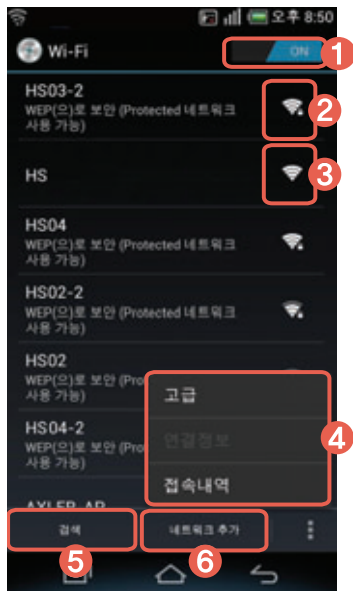 오후 8:50
Wi-Fi
ON
1
HS03-2
WEP(으)로 보안 (Protected 네트워크
사용 가능)
2
HS
3
HS04
WEP(으)로 보안 (Protected 네트워크
사용 가능)
HS02-2
WEP(으)로 보안 (Protected 네트워크
사용 가능)
HS02
WEP(으)로 보안 (Pro
사용 가능)
HS04-2
WEP(으)로 보안 (Pro
사용 가능)
고급
연결정보
접속내역
4
검색
네트워크 추가
5
6